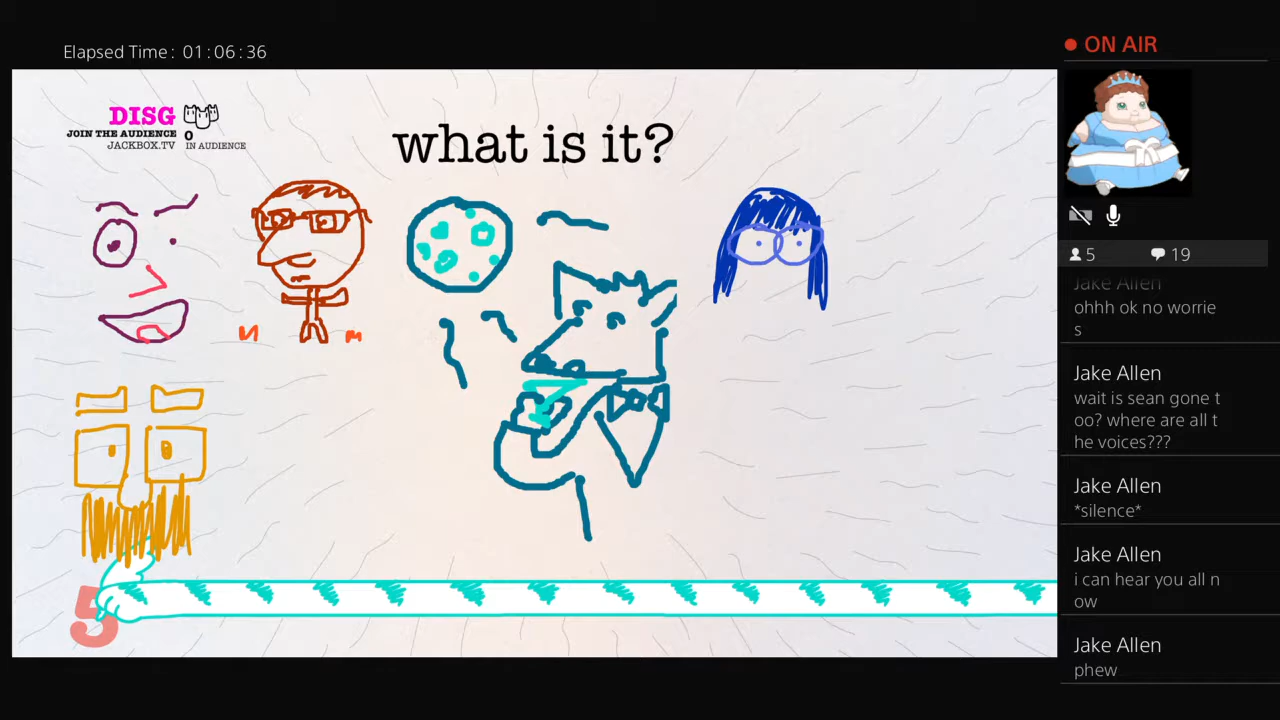 Elapsed Time: 01:06:36
ON AIR
DISG
JOIN THE AUDIENCE
JACKBOX.TV
0
IN AUDIENCE
what is it?
5
5
19
Jake Allen
ohhh ok no worrie
s
Jake Allen
wait is sean gone t
oo? where are all t
he voices???
Jake Allen
*silence*
Jake Allen
i can hear you all n
ow
Jake Allen
phew